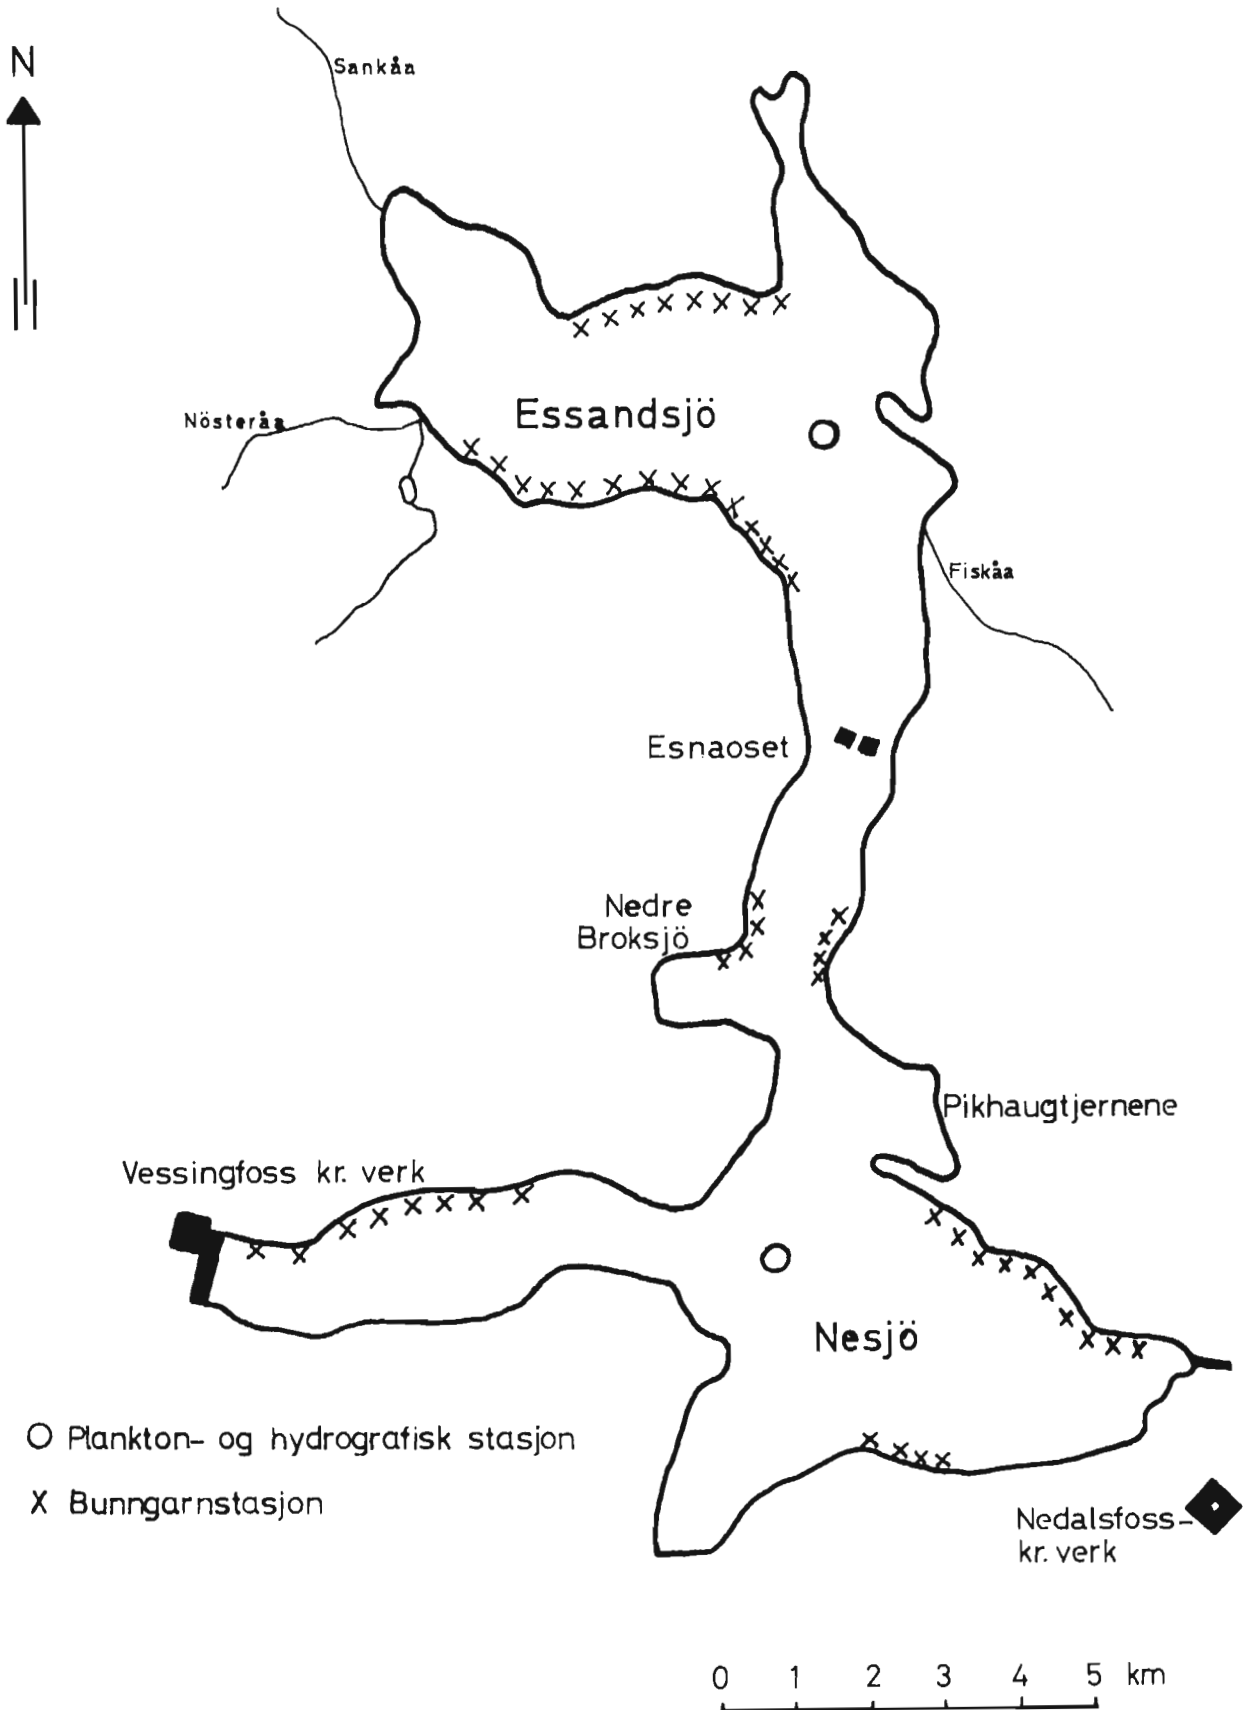 N
Sankåa
Nösteråa
Essandsjö
Fiskåa
Esnaoset
Nedre
Broksjö
Pikhaugtjernene
Vessingfoss kr. verk
Nesjö
O Plankton- og hydrografisk stasjon
X Bunngarnstasjon
Nedalsfoss-
kr. verk
0 1 2 3 4 5 km